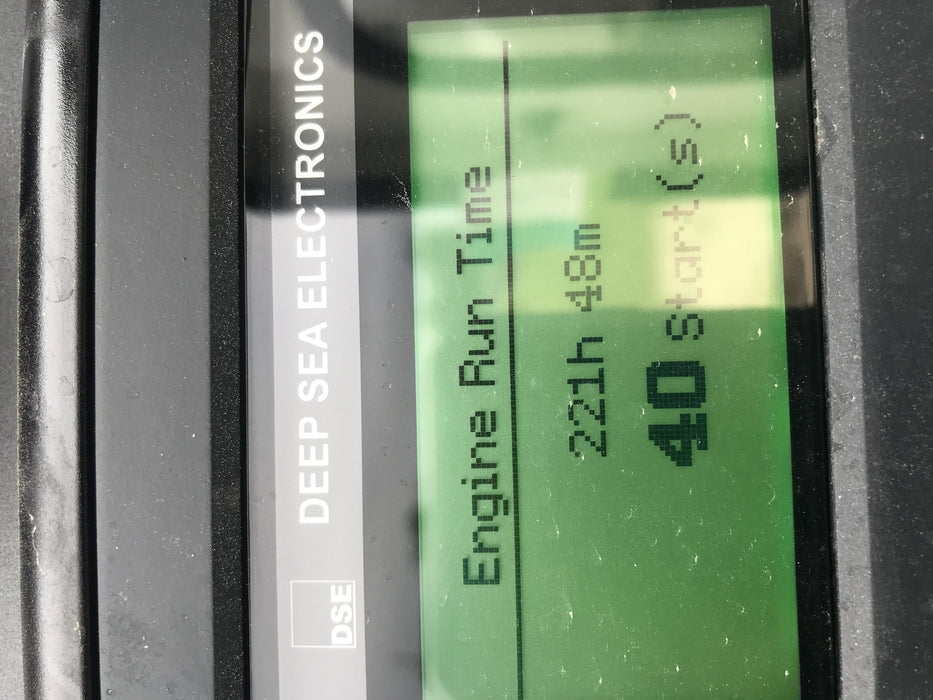 DSE DEEP SEA ELECTRONICS
Engine Run Time
221h 48m
40 start(s)